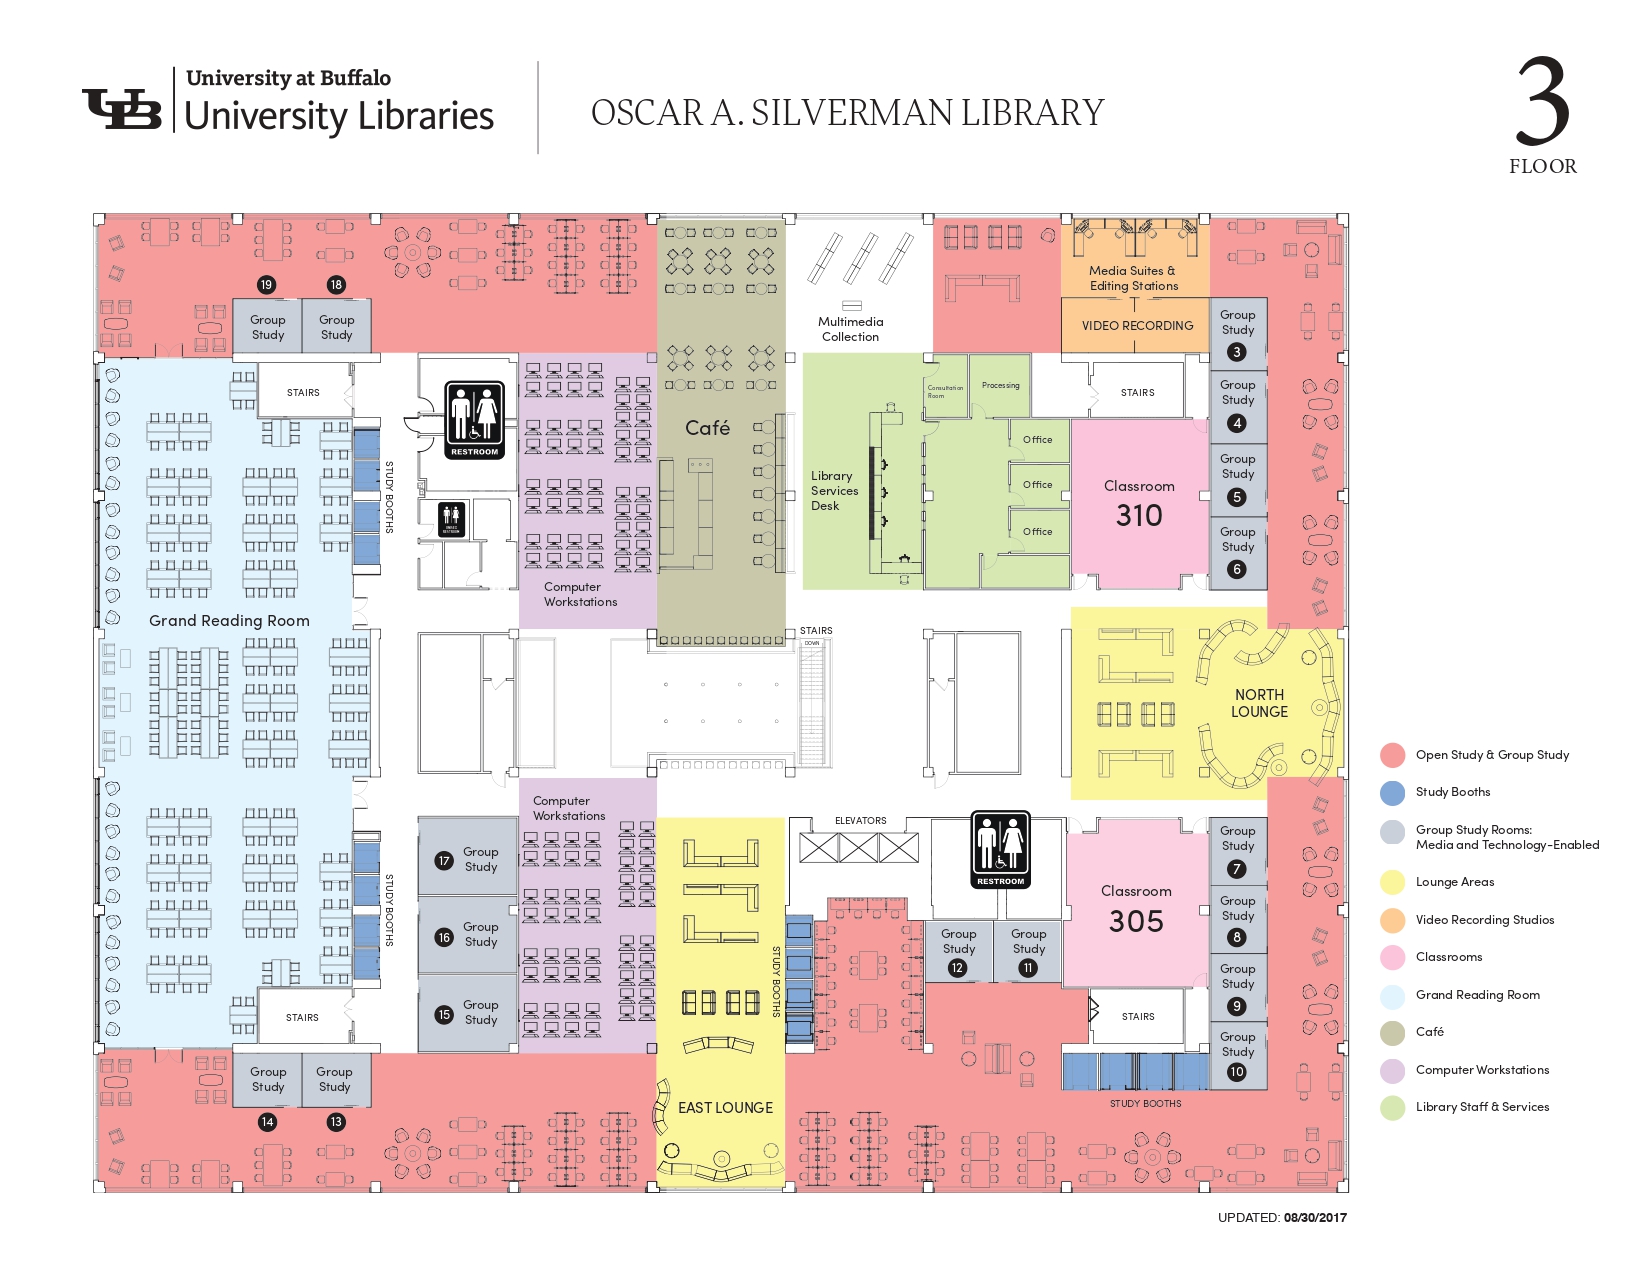 UB
University at Buffalo
University Libraries
OSCAR A. SILVERMAN LIBRARY
3
FLOOR
19
18
Group
Study
Group
Study
Media Suites &
Editing Stations
VIDEO RECORDING
Multimedia
Collection
Group
Study
3
STAIRS
RESTROOM
Café
Consultation
Room
Processing
STAIRS
Group
Study
4
STUDY BOOTHS
Library
Services
Desk
Office
Office
Office
Classroom
310
Group
Study
5
Group
Study
6
Computer
Workstations
Grand Reading Room
STAIRS
DOWN
NORTH
LOUNGE
Computer
Workstations
ELEVATORS
RESTROOM
17
Group
Study
16
Group
Study
15
Group
Study
STUDY BOOTHS
STUDY BOOTHS
Group
Study
12
Group
Study
11
Classroom
305
Group
Study
7
Group
Study
8
Group
Study
9
Group
Study
10
STAIRS
STAIRS
Group
Study
14
Group
Study
13
EAST LOUNGE
STUDY BOOTHS
Open Study & Group Study
Study Booths
Group Study Rooms:
Media and Technology-Enabled
Lounge Areas
Video Recording Studios
Classrooms
Grand Reading Room
Café
Computer Workstations
Library Staff & Services
UPDATED: 08/30/2017